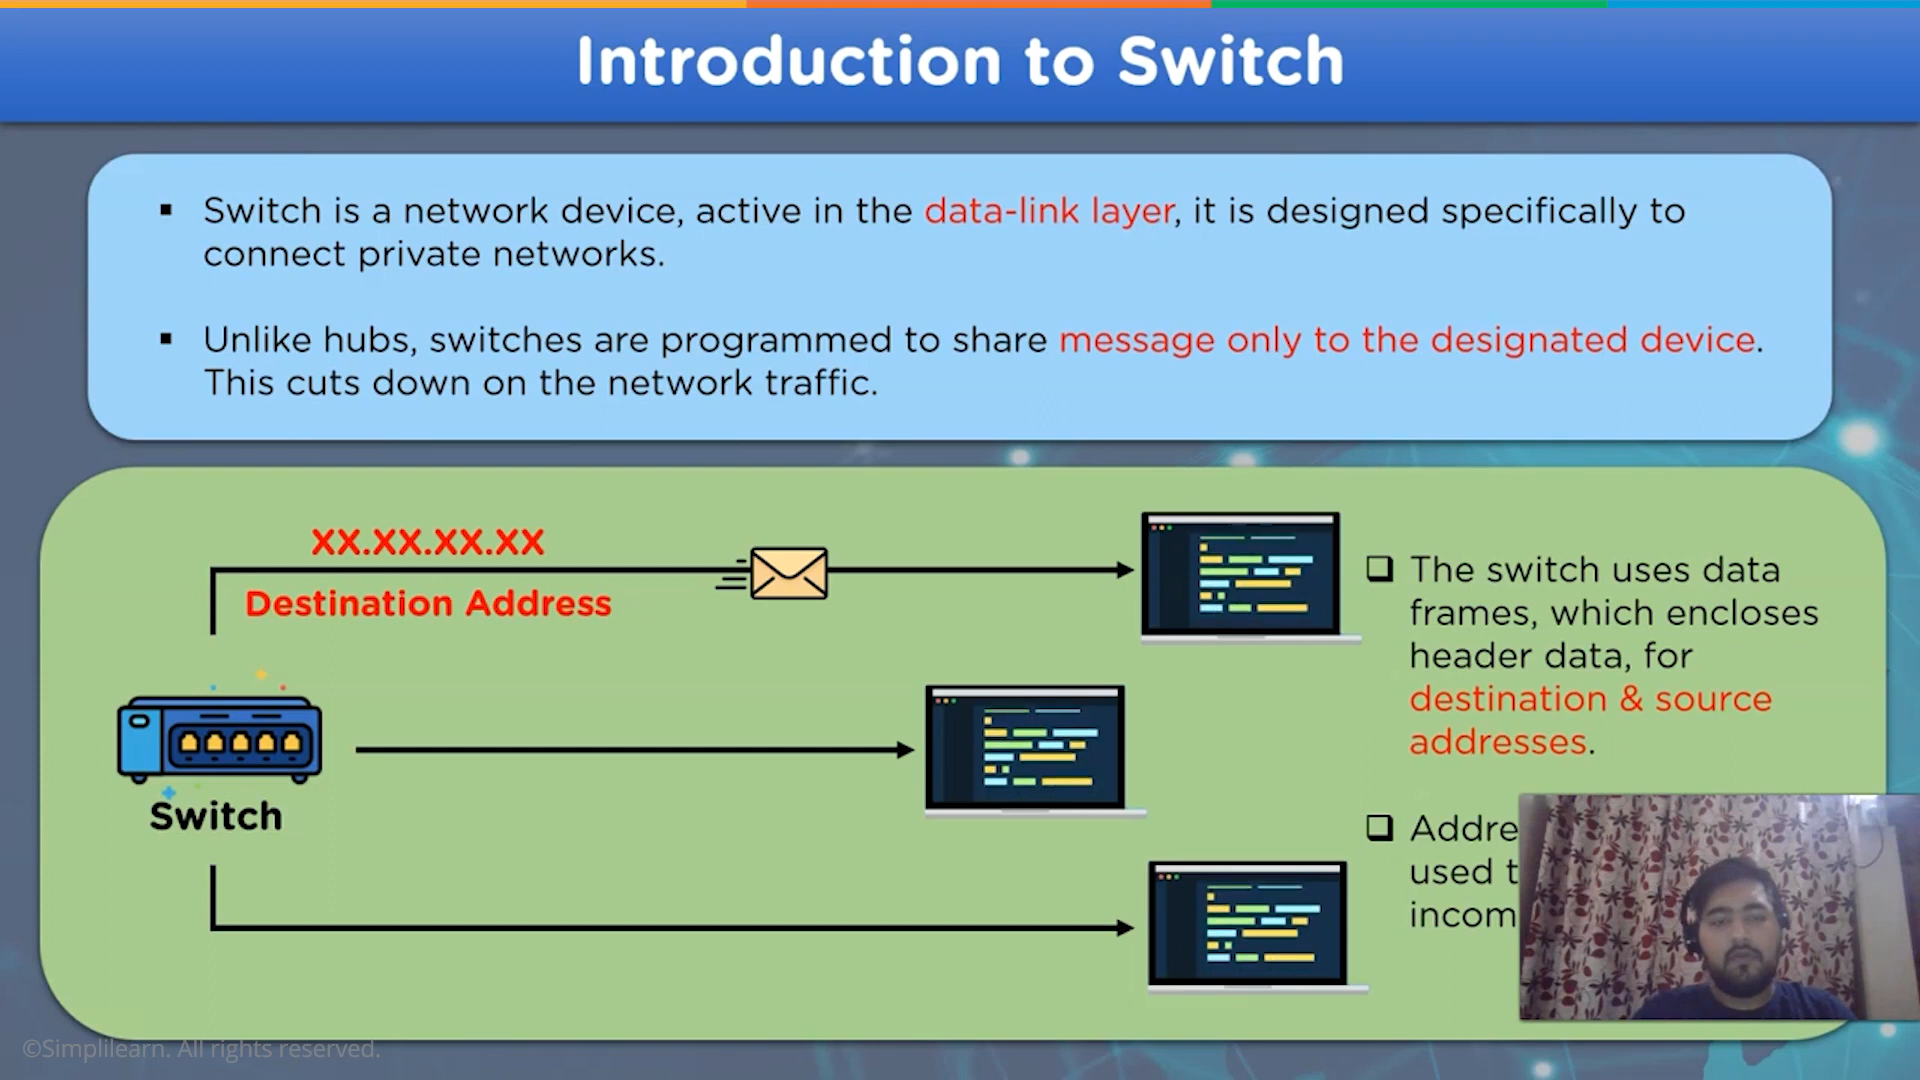 Introduction to Switch
Switch is a network device, active in the data-link layer, it is designed specifically to
connect private networks.
Unlike hubs, switches are programmed to share message only to the designated device.
This cuts down on the network traffic.
XX.XX.XX.XX
Destination Address
Switch
The switch uses data
frames, which encloses
header data, for
destination & source
addresses.
used
©Simplilearn. All rights reserved.